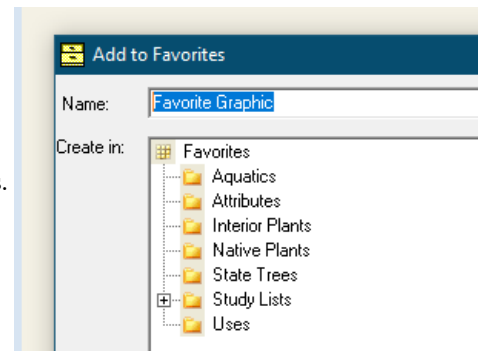 Add to Favorites
Name: Favorite Graphic
Create in: Favorites
Aquatics
Attributes
s. Interior Plants
Native Plants
State Trees
Study Lists
Uses